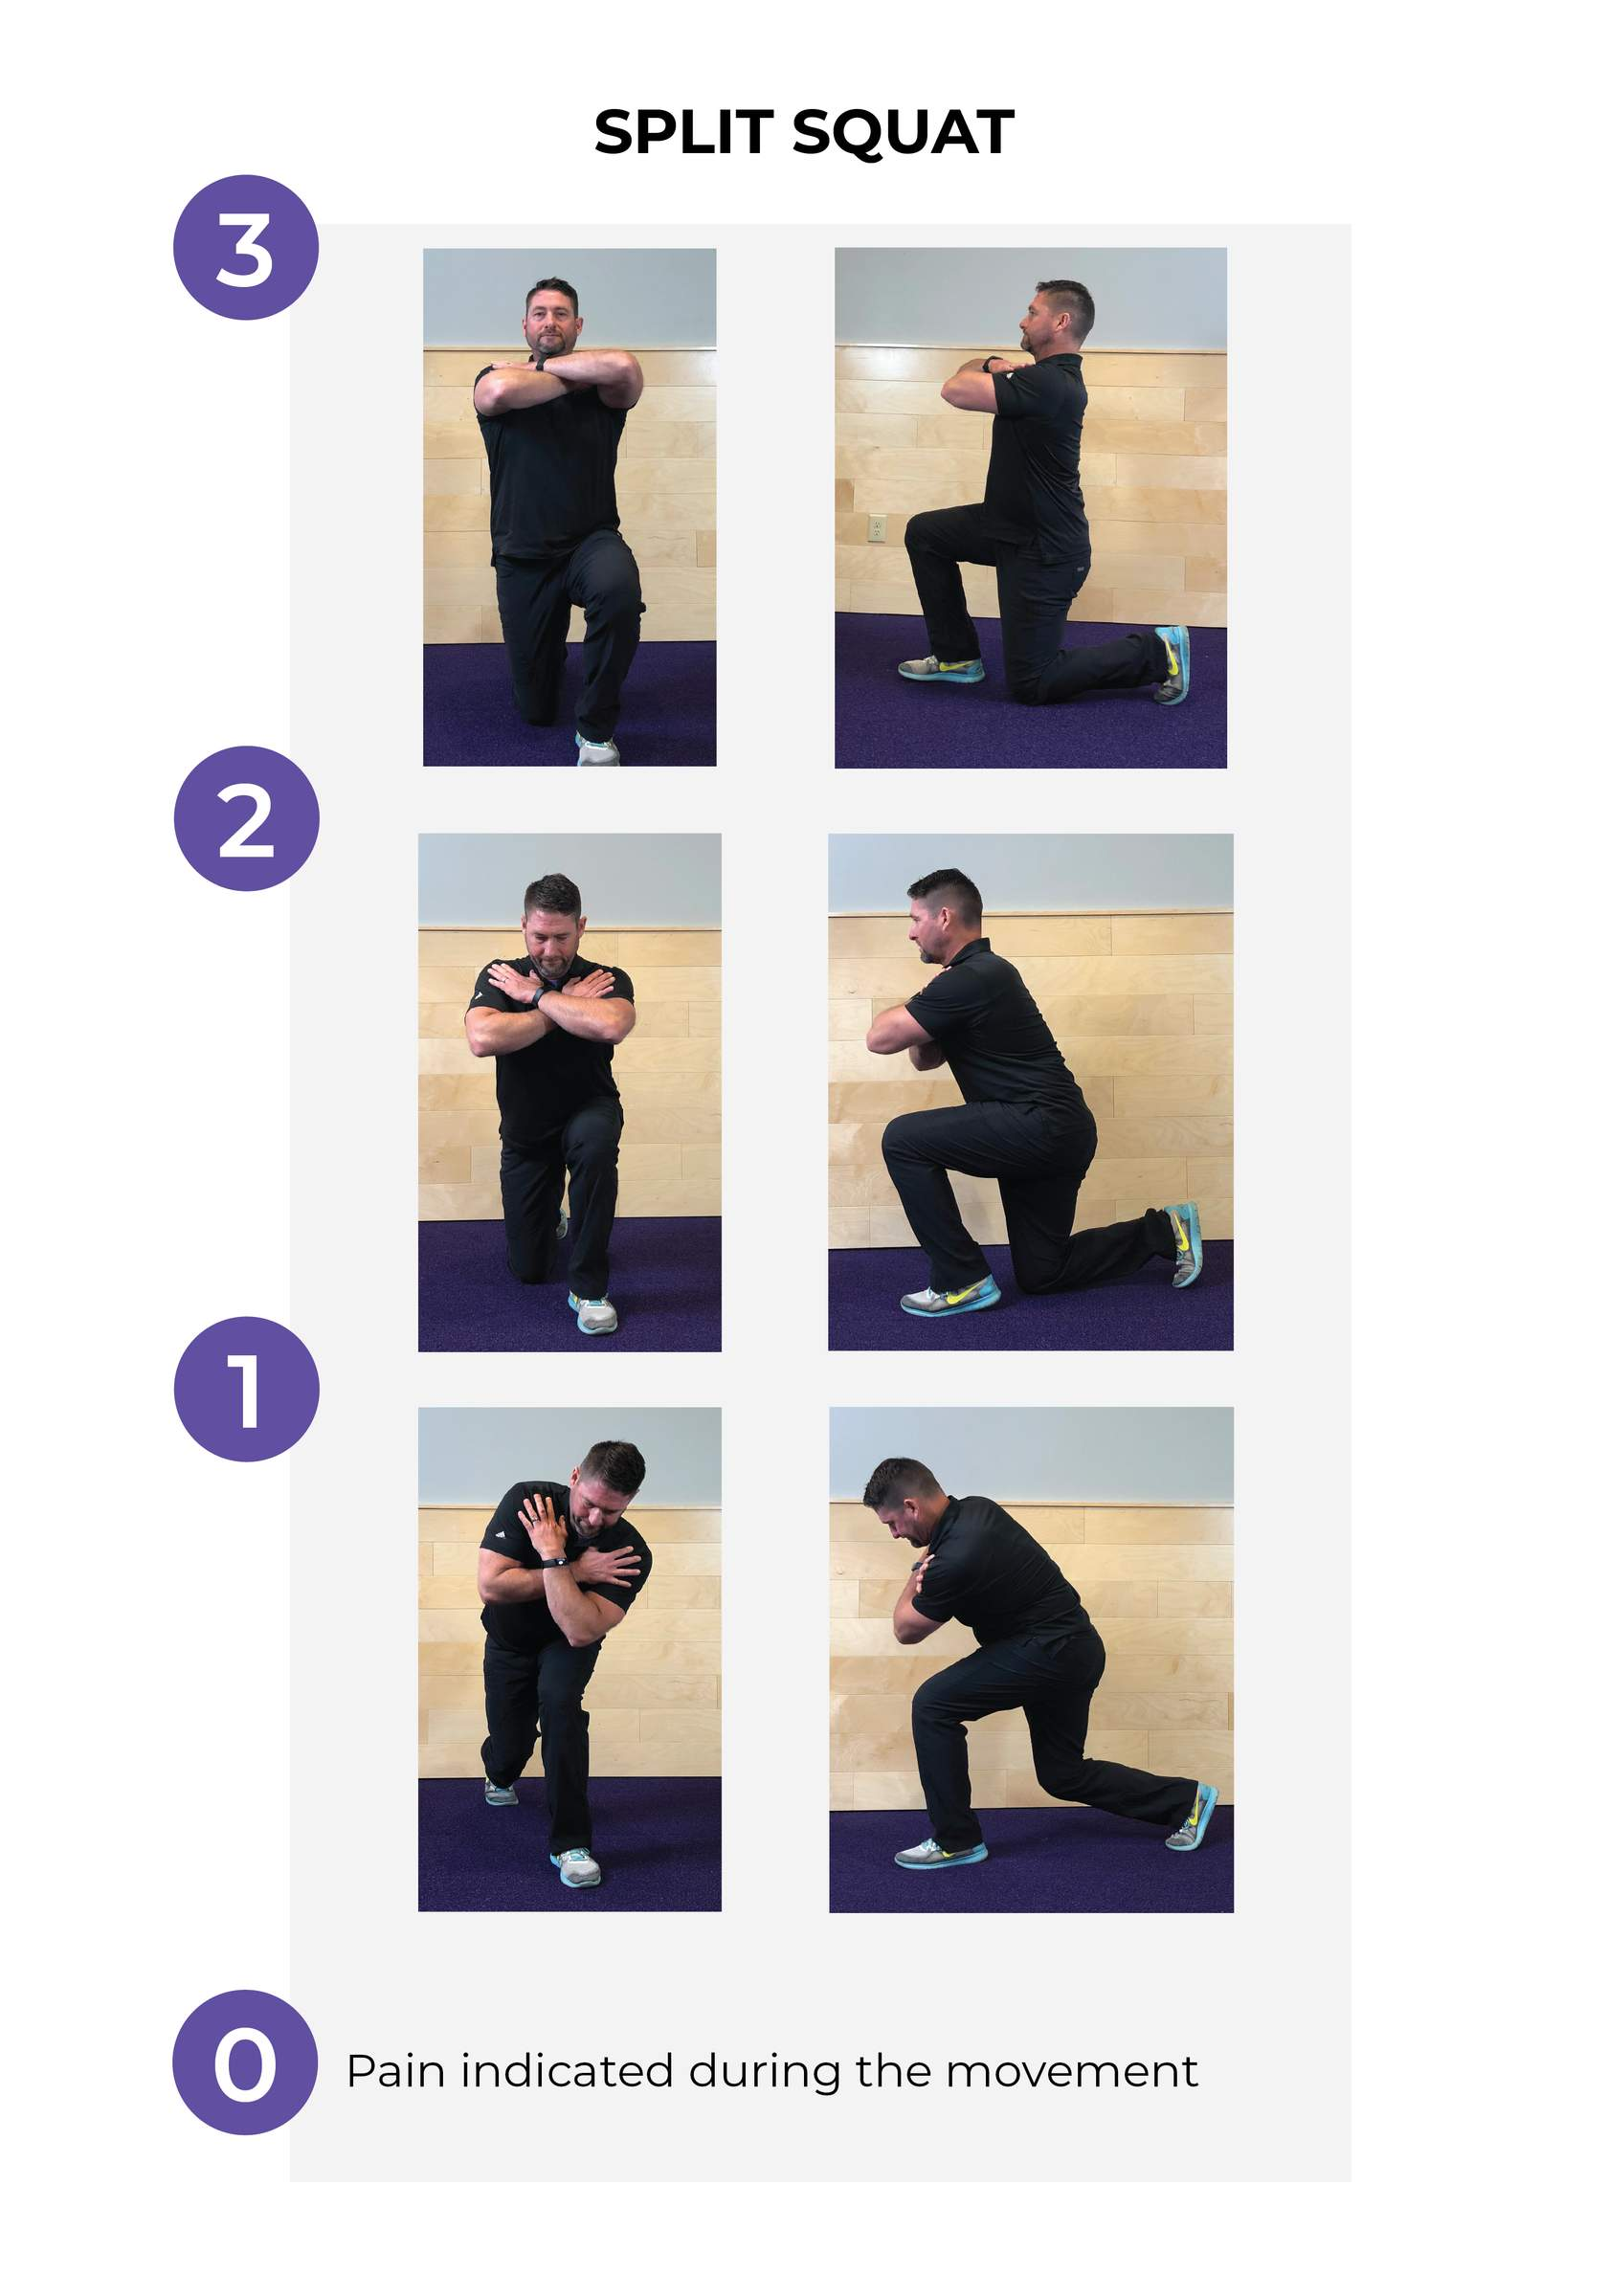 SPLIT SQUAT
3
2
1
0
Pain indicated during the movement